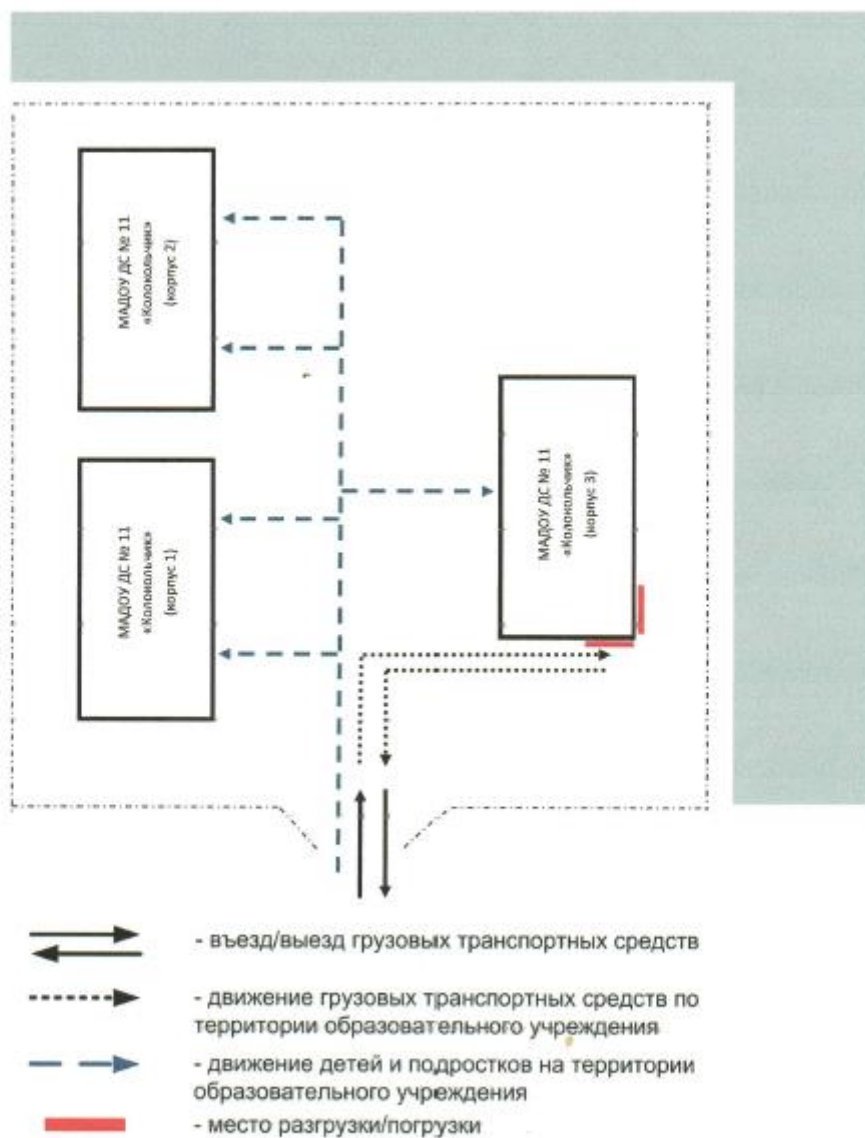 МАДОУ ДС № 11
«Колокольчик»
(корпус 2)
МАДОУ ДС № 11
«Колокольчик»
(корпус 1)
МАДОУ ДС № 11
«Колокольчик»
(корпус 3)
- въезд/выезд грузовых транспортных средств
- движение грузовых транспортных средств по
территории образовательного учреждения
- движение детей и подростков на территории
образовательного учреждения
- место разгрузки/погрузки